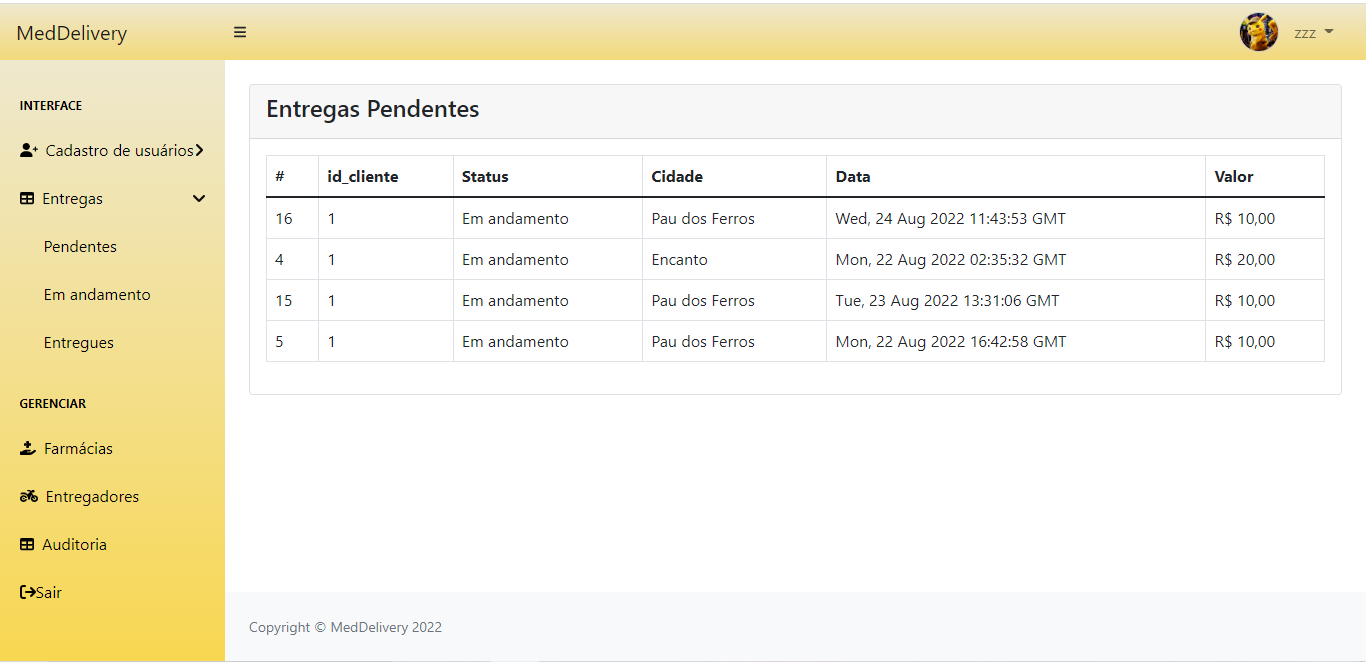 MedDelivery
zzz
INTERFACE
Cadastro de usuários
Entregas
Pendentes
Em andamento
Entregues
GERENCIAR
Farmácias
Entregadores
Auditoria
Sair
Entregas Pendentes
# id_cliente Status Cidade Data Valor
16 1 Em andamento Pau dos Ferros Wed, 24 Aug 2022 11:43:53 GMT R$ 10,00
4 1 Em andamento Encanto Mon, 22 Aug 2022 02:35:32 GMT R$ 20,00
15 1 Em andamento Pau dos Ferros Tue, 23 Aug 2022 13:31:06 GMT R$ 10,00
5 1 Em andamento Pau dos Ferros Mon, 22 Aug 2022 16:42:58 GMT R$ 10,00
Copyright © MedDelivery 2022